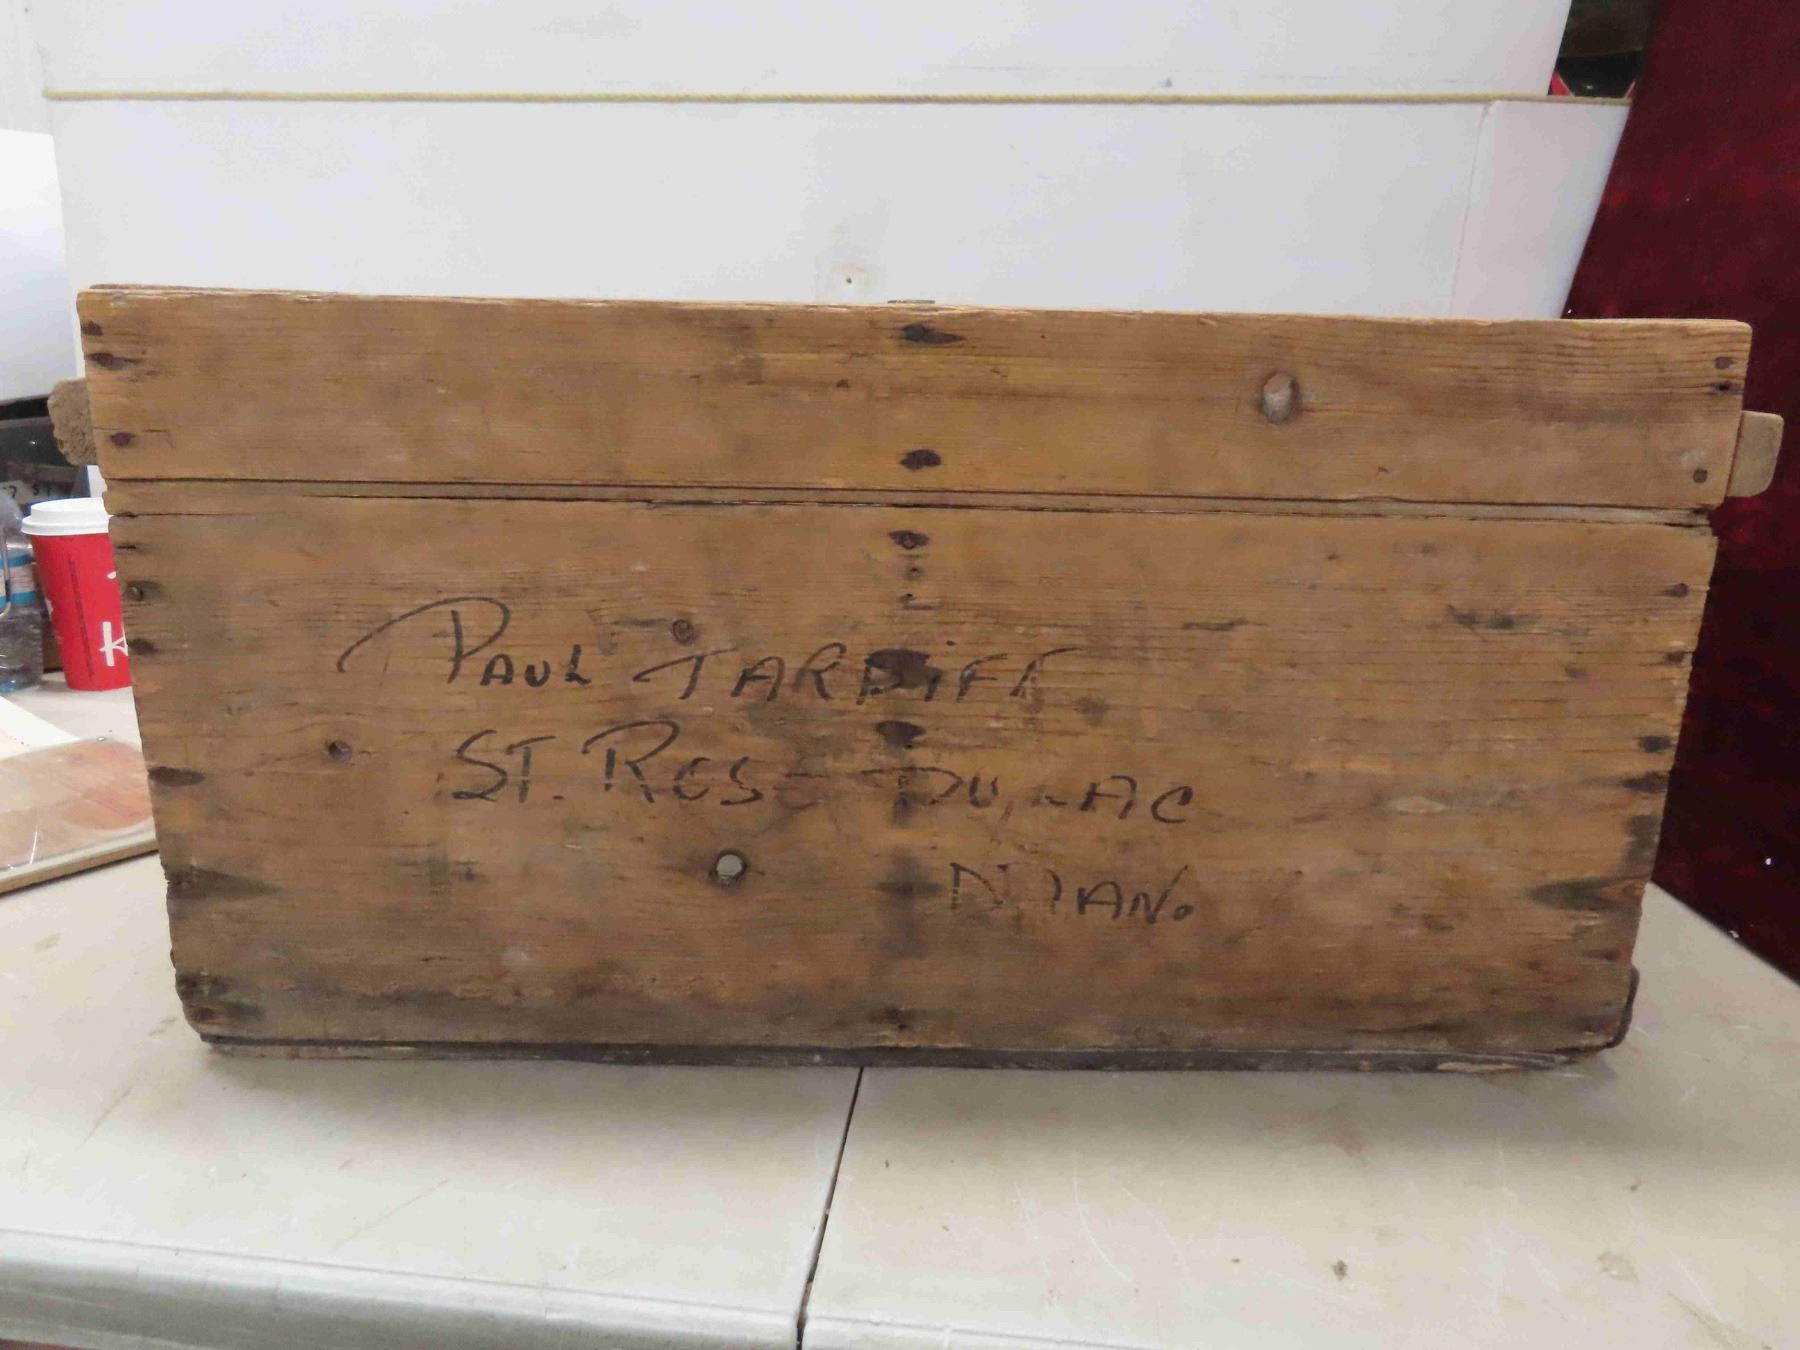 PAUL TARDIFF
ST. ROSE DU LAC
MAN.